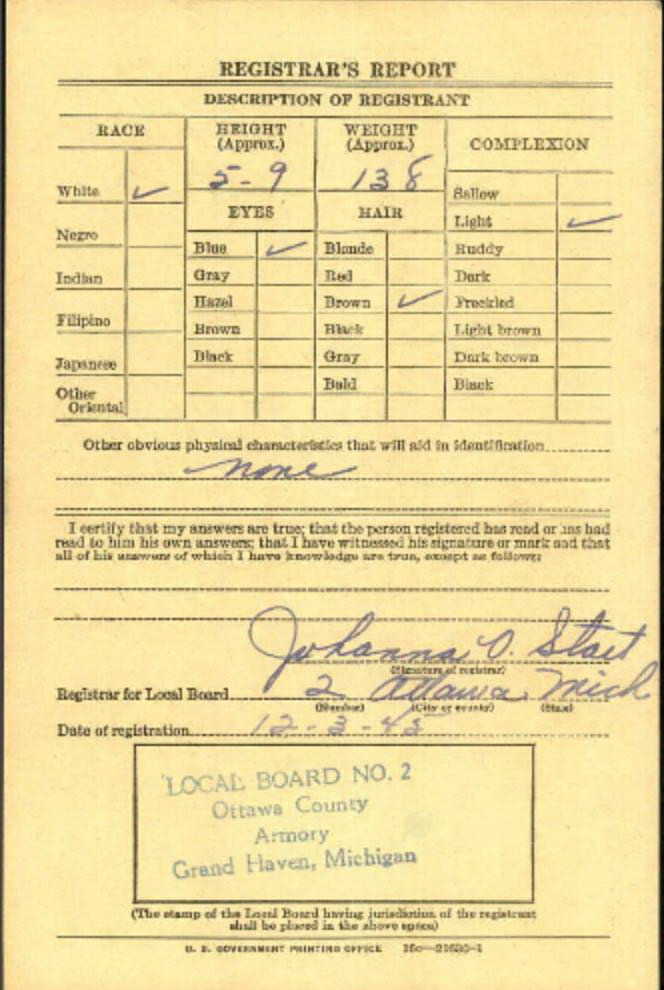 REGISTRAR'S REPORT
DESCRIPTION OF REGISTRANT
RACE
HEIGHT
(Approx.)
WEIGHT
(Approx.)
COMPLEXION
5-9
138
White ✓
Negro
Indian
Filipino
Japanese
Other
Oriental
EYES
Blue ✓
Gray
Hazel
Brown
Black
HAIR
Blonde
Red
Brown ✓
Black
Gray
Bald
Sallow
Light ✓
Ruddy
Dark
Freckled
Light brown
Dark brown
Black
Other obvious physical characteristics that will aid in identification
none
I certify that my answers are true; that the person registered has read or has had
read to him his own answers; that I have witnessed his signature or mark and that
all of his answers of which I have knowledge are true, except as follows:
Johanna O.
(Signature of registrar)
Registrar for Local Board 2 Ottawa Mich
(Number) (City or county) (State)
Date of registration 12-3-45
LOCAL BOARD NO. 2
Ottawa County
Armory
Grand Haven, Michigan
(The stamp of the Local Board having jurisdiction of the registrant
shall be placed in the above space)
U. S. GOVERNMENT PRINTING OFFICE